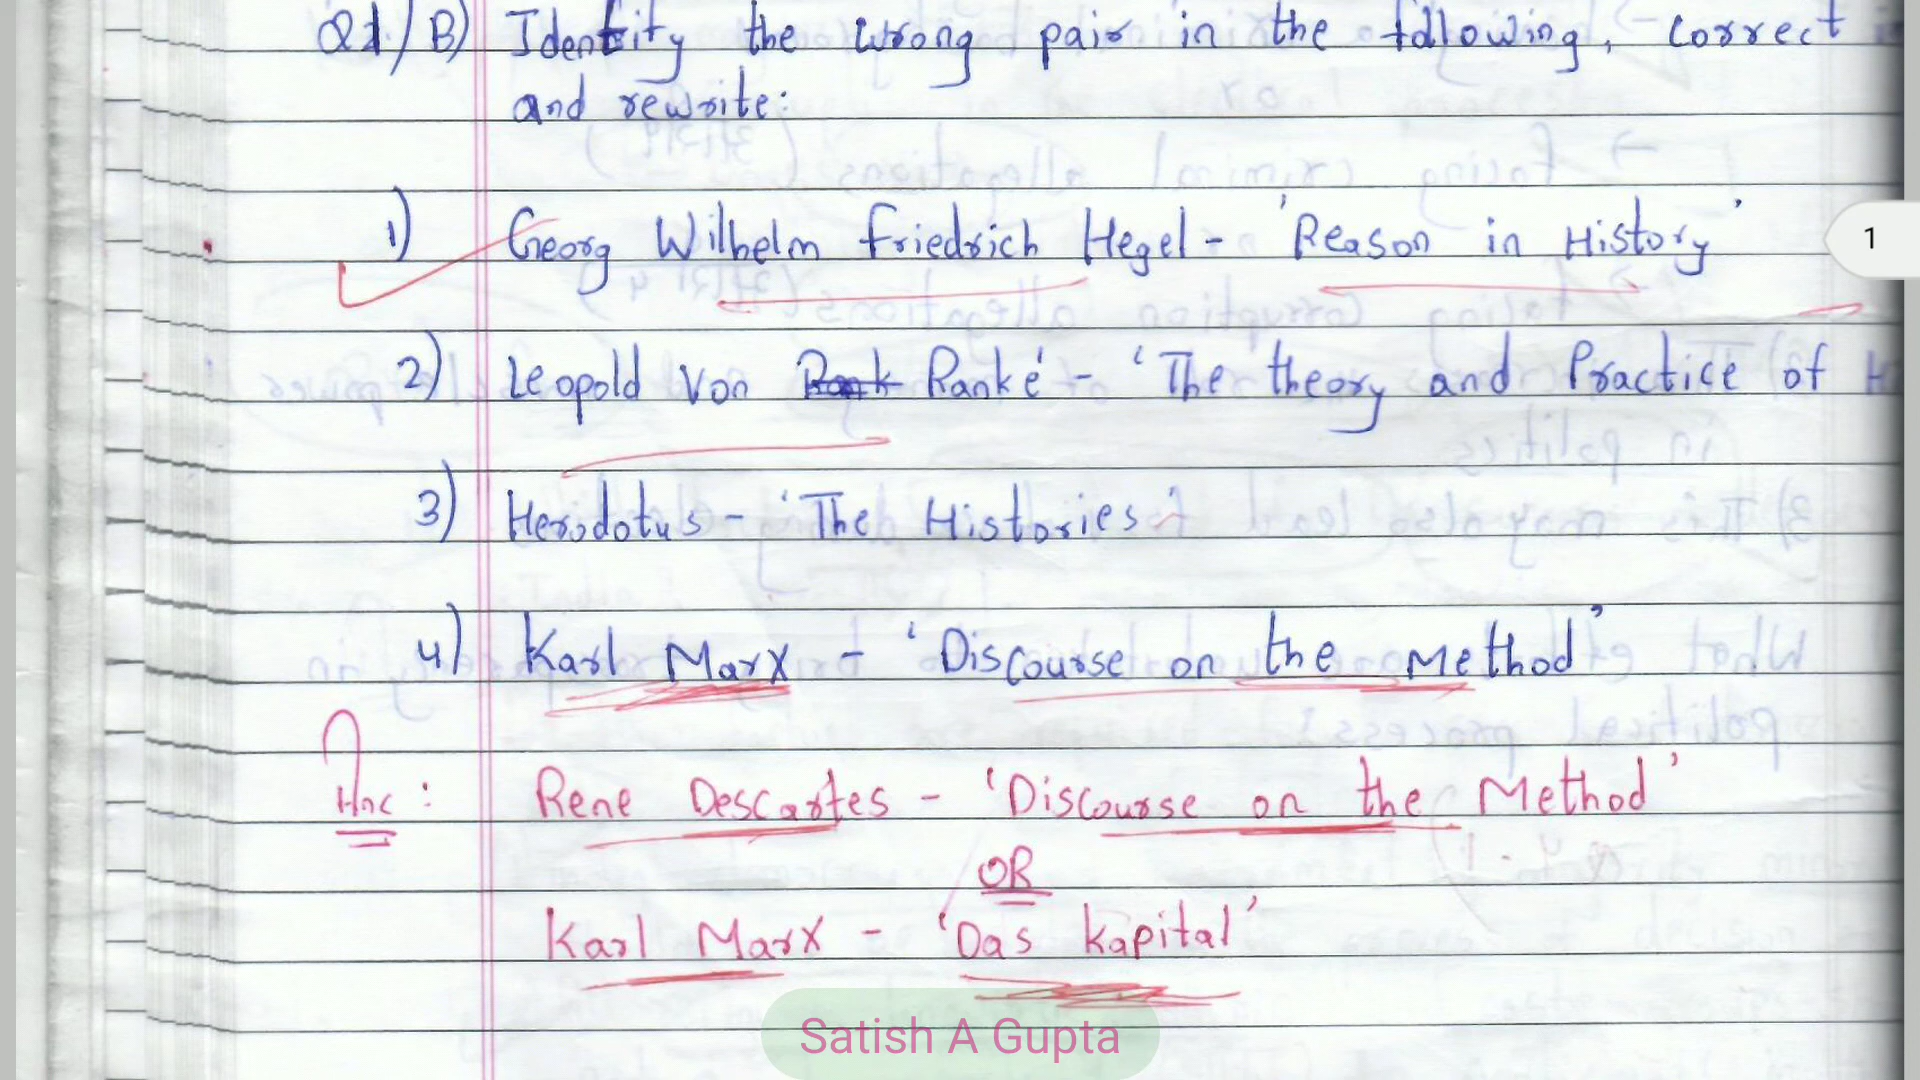 Q1/B) Identify the wrong pair in the following, correct
and rewrite:
1) Georg Wilhelm Friedrich Hegel - 'Reason in History'
1
2) Leopold Von Ranke' - 'The theory and Practice of
3) Herodotus - 'The Histories'
4) Karl Marx - 'Discourse on the Method'
Ans: Rene Descartes - 'Discourse on the Method'
OR
Karl Marx - 'Das Kapital'
Satish A Gupta